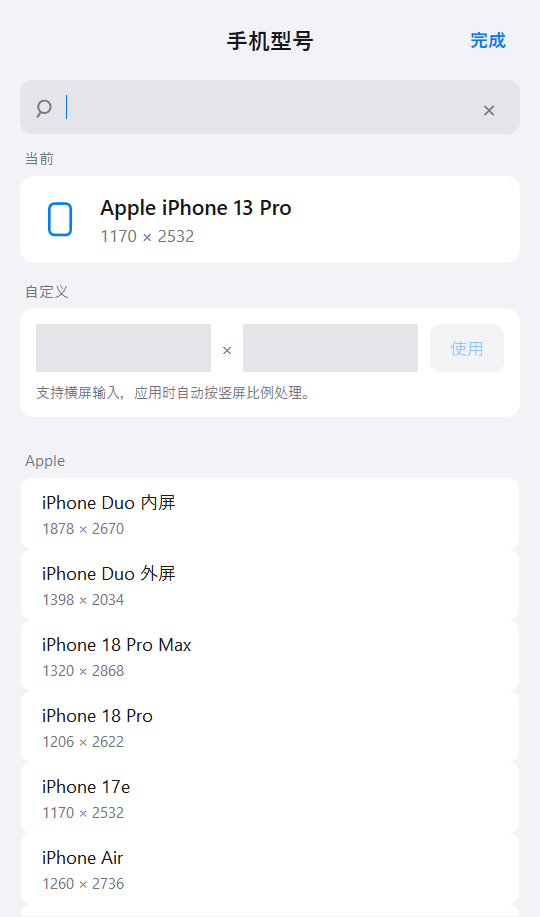 手机型号
完成
×
当前
Apple iPhone 13 Pro
1170 × 2532
自定义
×
使用
支持横屏输入，应用时自动按竖屏比例处理。
Apple
iPhone Duo 内屏
1878 × 2670
iPhone Duo 外屏
1398 × 2034
iPhone 18 Pro Max
1320 × 2868
iPhone 18 Pro
1206 × 2622
iPhone 17e
1170 × 2532
iPhone Air
1260 × 2736